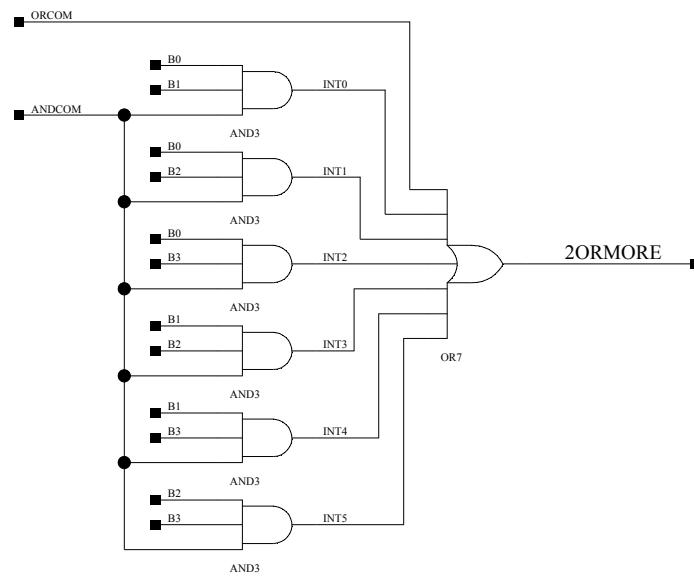 ORCOM
B0
B1
INT0
ANDCOM
AND3
B0
B2
INT1
AND3
B0
B3
INT2
2ORMORE
AND3
B1
B2
INT3
OR7
AND3
B1
B3
INT4
AND3
B2
B3
INT5
AND3